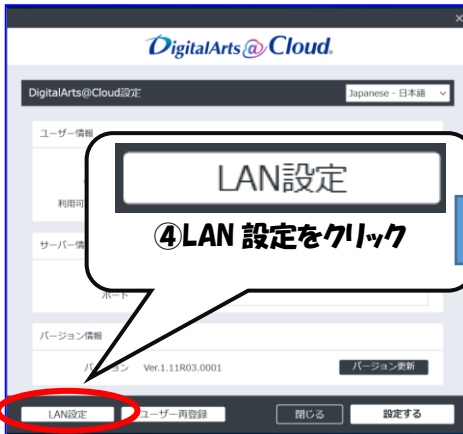 ×
DigitalArts@Cloud.
DigitalArts@Cloud設定
Japanese - 日本語
ユーザー情報
利用可
LAN設定
④LAN 設定をクリック
サーバー情
ポート
バージョン情報
バージョン Ver.1.11R03.0001 バージョン更新
LAN設定 ユーザー再登録 閉じる 設定する